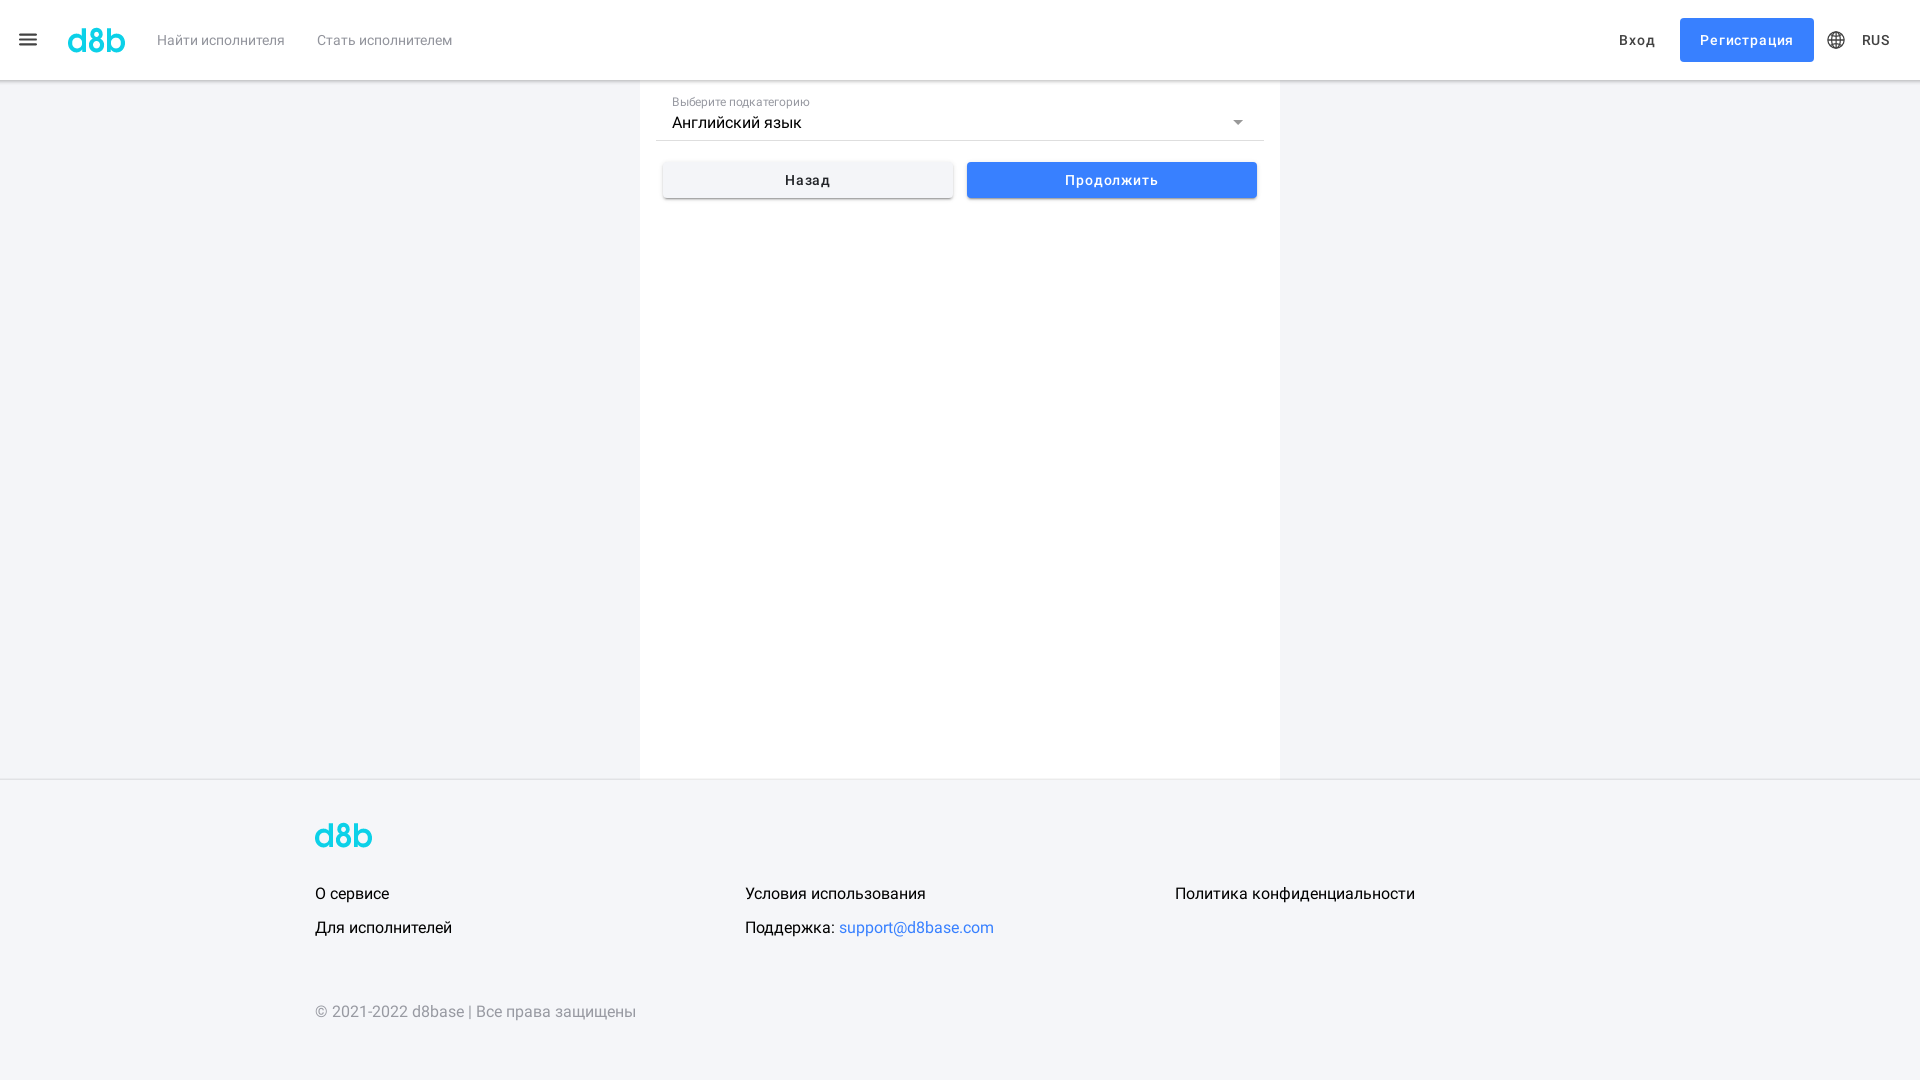 d8b
Найти исполнителя
Стать исполнителем
Вход
Регистрация
RUS
Выберите подкатегорию
Английский язык
Назад
Продолжить
d8b
О сервисе
Условия использования
Политика конфиденциальности
Для исполнителей
Поддержка: support@d8base.com
© 2021-2022 d8base | Все права защищены